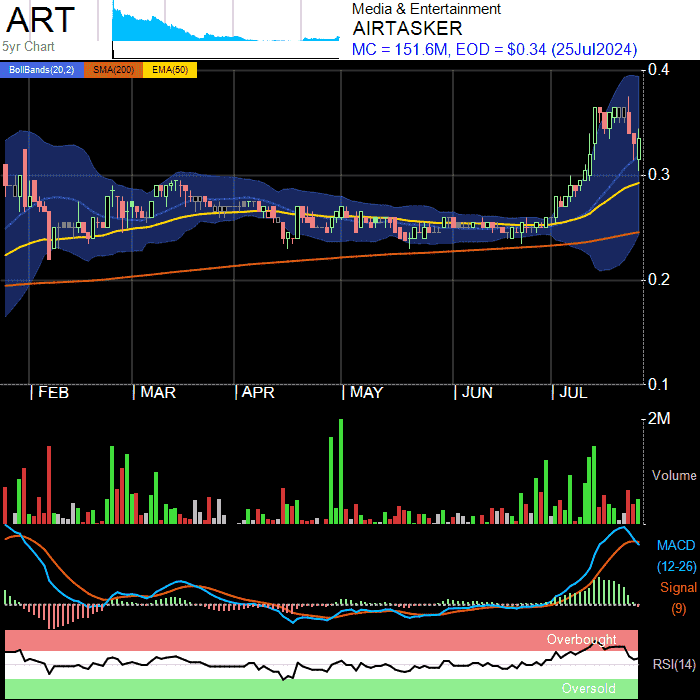 ART
5yr Chart
Media & Entertainment
AIRTASKER
MC = 151.6M, EOD = $0.34 (25Jul2024)
BollBands(20,2) SMA(200) EMA(50)
0.4
0.3
0.2
0.1
FEB MAR APR MAY JUN JUL
2M
Volume
MACD
(12-26)
Signal
(9)
Overbought
RSI(14)
Oversold